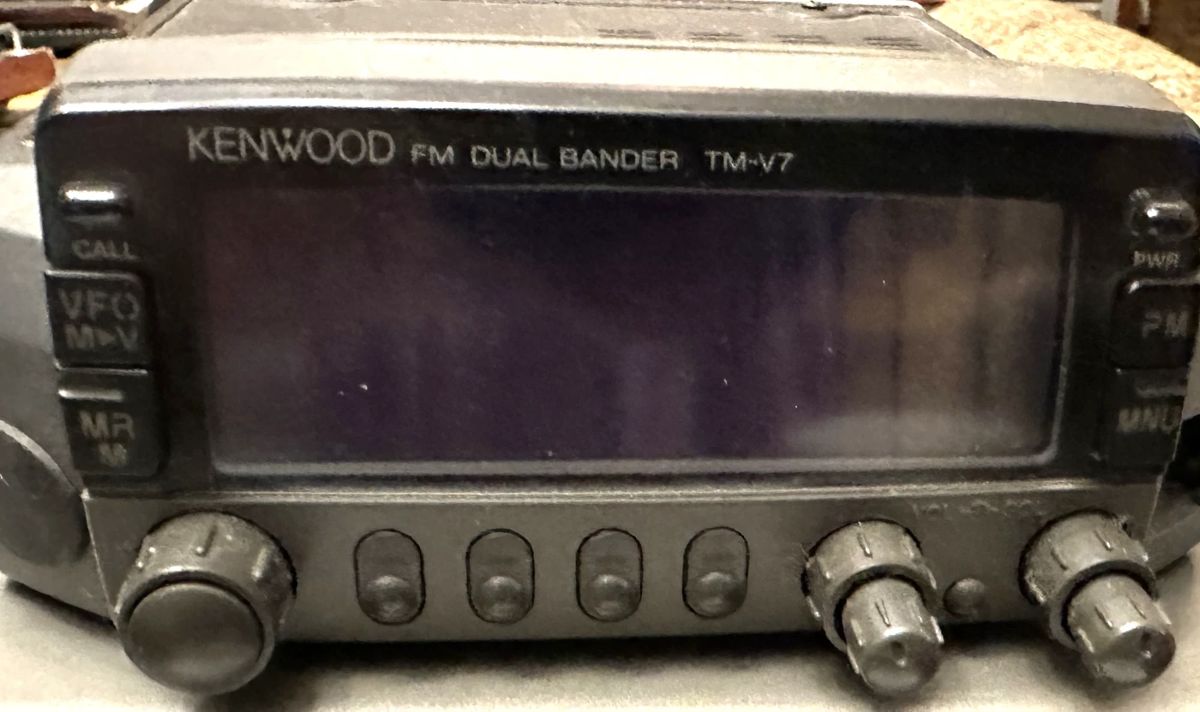 KENWOOD FM DUAL BANDER TM-V7
CALL
VFO
M▶V
MR
M
PWR
PM
MNU